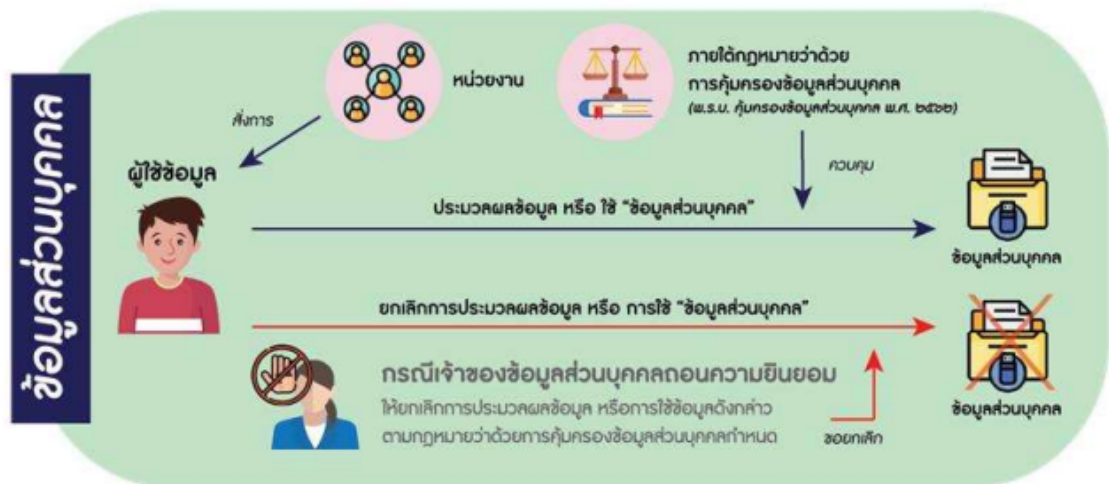 ข้อมูลส่วนบุคคล
หน่วยงาน
ภายใต้กฎหมายว่าด้วย
การคุ้มครองข้อมูลส่วนบุคคล
(พ.ร.บ. คุ้มครองข้อมูลส่วนบุคคล พ.ศ. ๒๕๖๒)
สั่งการ
ผู้ใช้ข้อมูล
ควบคุม
ประมวลผลข้อมูล หรือ ใช้ “ข้อมูลส่วนบุคคล”
ข้อมูลส่วนบุคคล
ยกเลิกการประมวลผลข้อมูล หรือ การใช้ “ข้อมูลส่วนบุคคล”
กรณีเจ้าของข้อมูลส่วนบุคคลถอนความยินยอม
ให้ยกเลิกการประมวลผลข้อมูล หรือการใช้ข้อมูลดังกล่าว
ตามกฎหมายว่าด้วยการคุ้มครองข้อมูลส่วนบุคคลกำหนด
ขอยกเลิก
ข้อมูลส่วนบุคคล